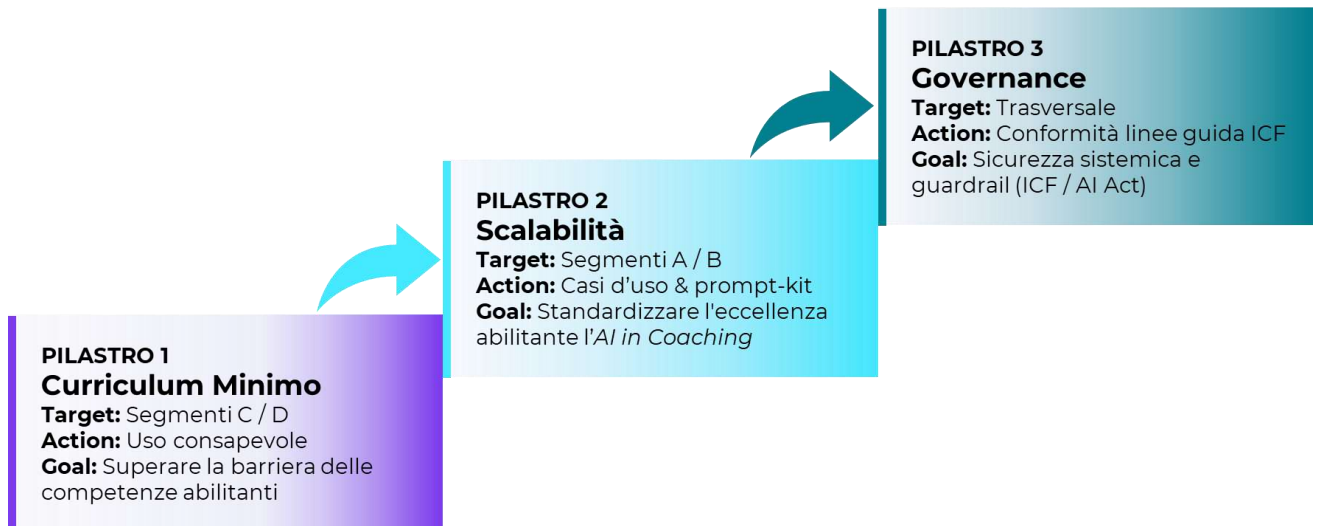 PILASTRO 1
Curriculum Minimo
Target: Segmenti C / D
Action: Uso consapevole
Goal: Superare la barriera delle
competenze abilitanti
PILASTRO 2
Scalabilità
Target: Segmenti A / B
Action: Casi d’uso & prompt-kit
Goal: Standardizzare l'eccellenza
abilitante l’AI in Coaching
PILASTRO 3
Governance
Target: Trasversale
Action: Conformità linee guida ICF
Goal: Sicurezza sistemica e
guardrail (ICF / AI Act)